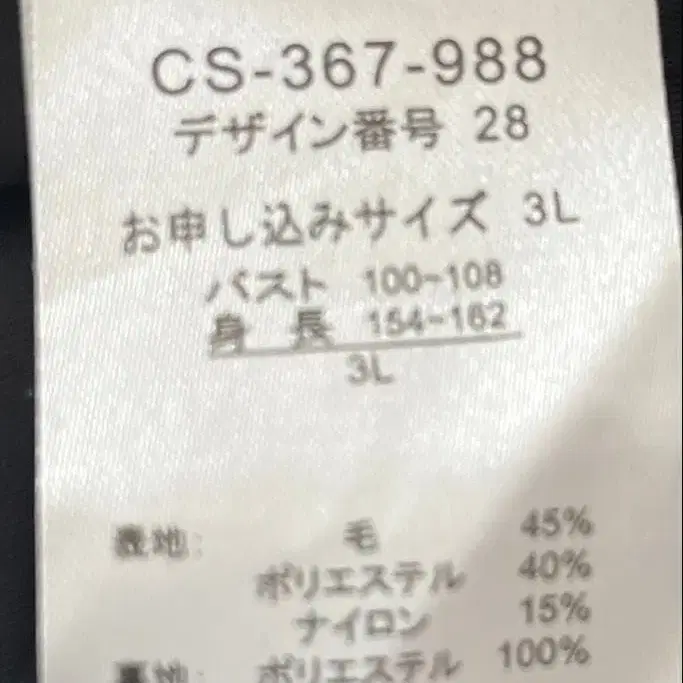 CS-367-988
デザイン番号 28
お申し込みサイズ 3L
バスト 100~108
身 長 154~162
3L
表地: 毛 45%
ポリエステル 40%
ナイロン 15%
裏地: ポリエステル 100%